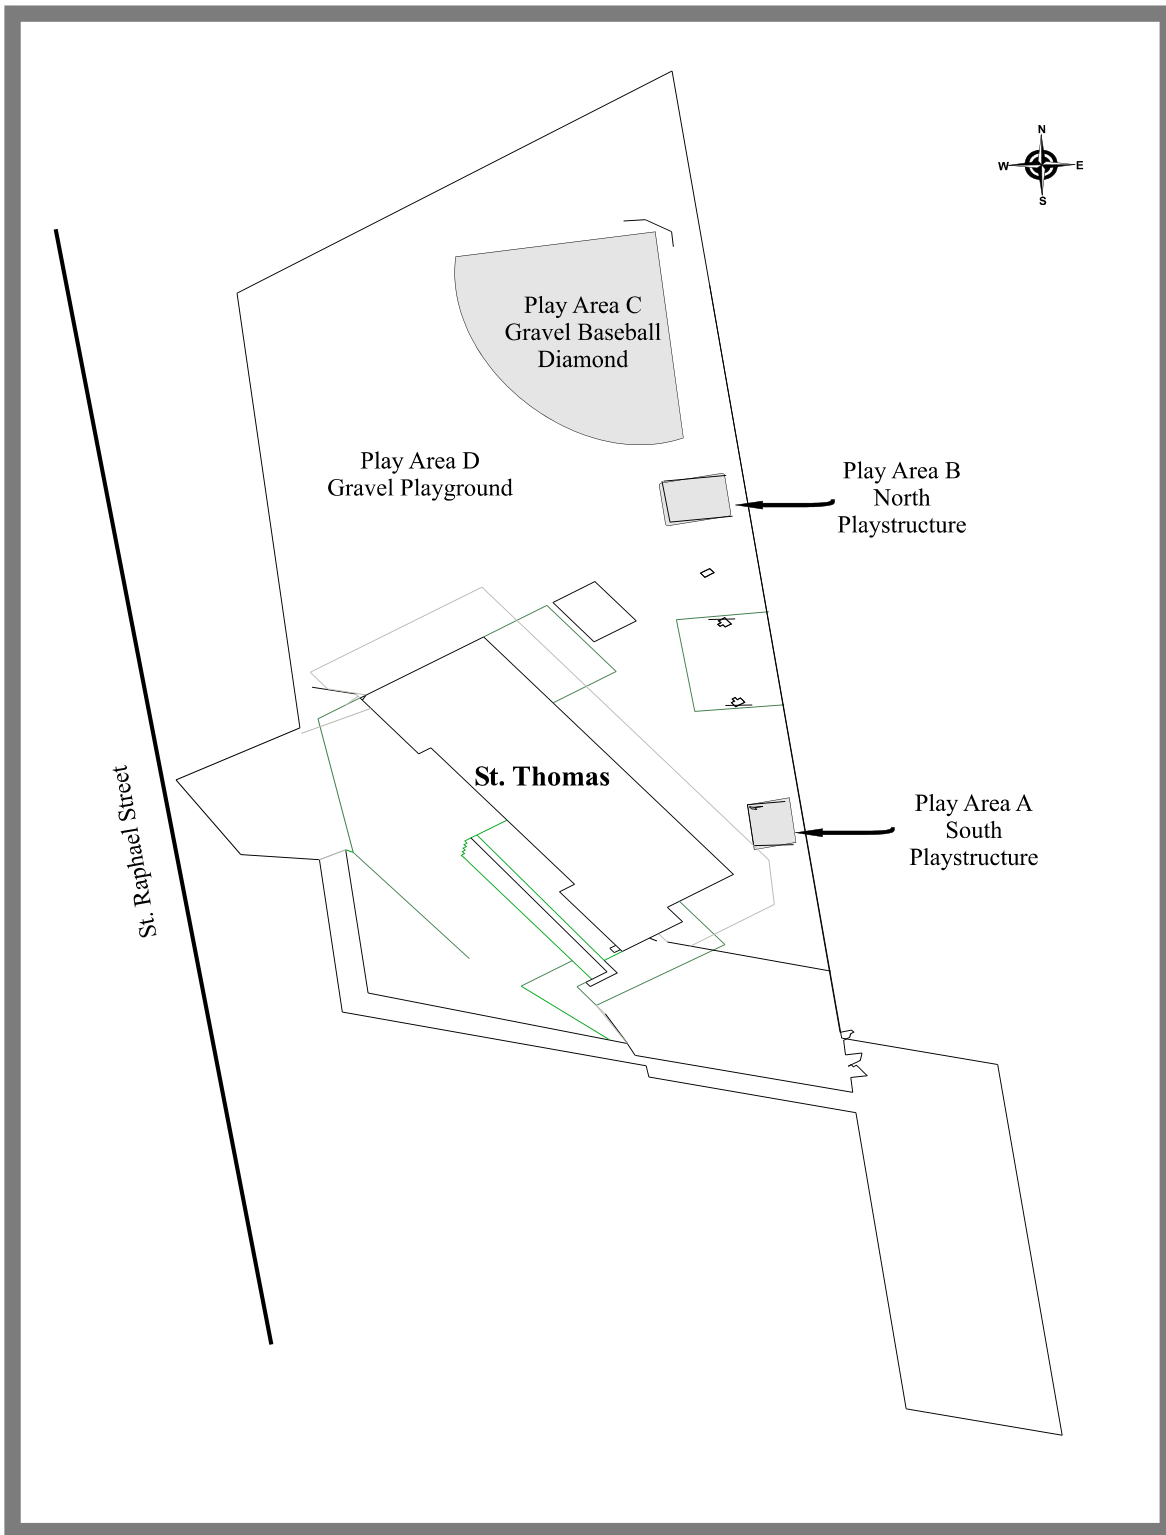 N
W E
S
Play Area C
Gravel Baseball
Diamond
Play Area D
Gravel Playground
Play Area B
North
Playstructure
St. Thomas
St. Raphael Street
Play Area A
South
Playstructure